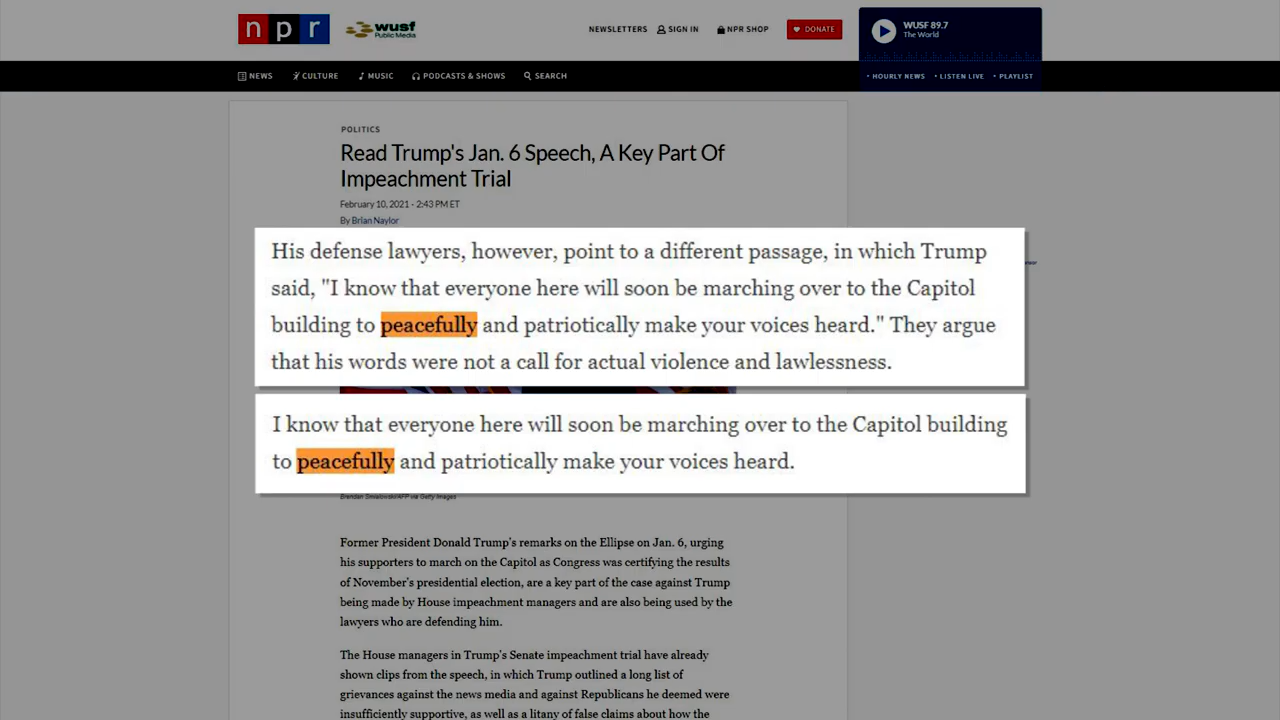 npr
wusf
Public Media
NEWSLETTERS
SIGN IN
NPR SHOP
DONATE
WUSF 89.7
The World
NEWS
CULTURE
MUSIC
PODCASTS & SHOWS
SEARCH
• HOURLY NEWS
• LISTEN LIVE
• PLAYLIST
POLITICS
Read Trump's Jan. 6 Speech, A Key Part Of
Impeachment Trial
February 10, 2021 - 2:43 PM ET
By Brian Naylor
His defense lawyers, however, point to a different passage, in which Trump
said, "I know that everyone here will soon be marching over to the Capitol
building to peacefully and patriotically make your voices heard." They argue
that his words were not a call for actual violence and lawlessness.
I know that everyone here will soon be marching over to the Capitol building
to peacefully and patriotically make your voices heard.
Brendan Smialowski/AFP via Getty Images
Former President Donald Trump's remarks on the Ellipse on Jan. 6, urging
his supporters to march on the Capitol as Congress was certifying the results
of November's presidential election, are a key part of the case against Trump
being made by House impeachment managers and are also being used by the
lawyers who are defending him.
The House managers in Trump's Senate impeachment trial have already
shown clips from the speech, in which Trump outlined a long list of
grievances against the news media and against Republicans he deemed were
insufficiently supportive, as well as a litany of false claims about how the